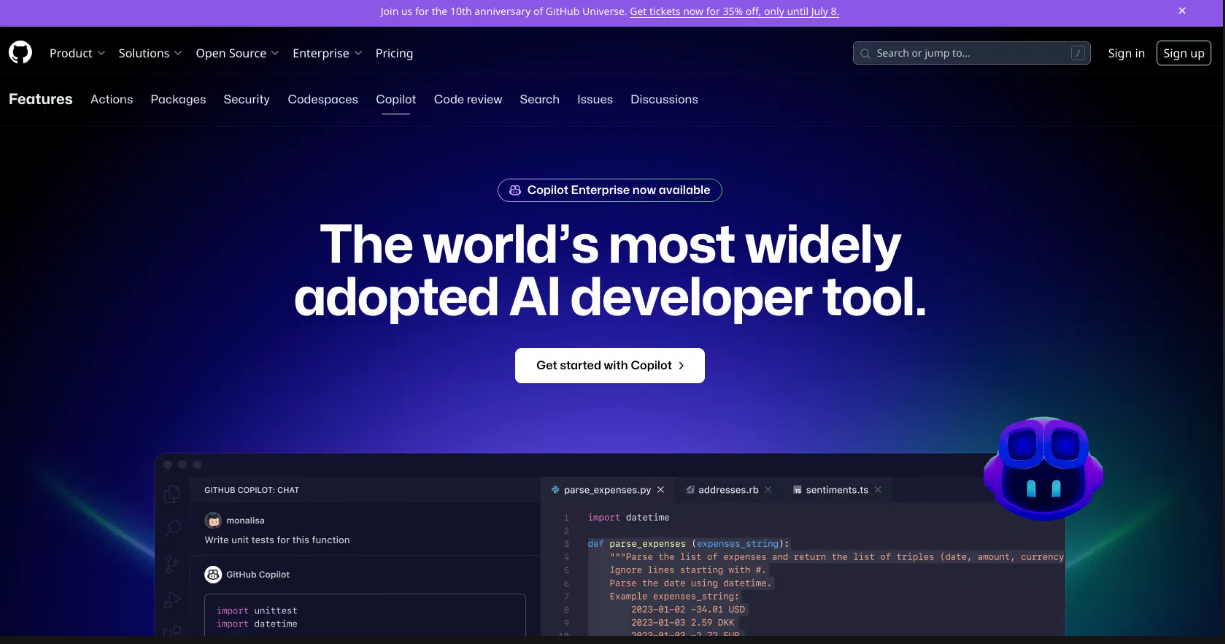 Join us for the 10th anniversary of GitHub Universe. Get tickets now for 35% off, only until July 8.
Product Solutions Open Source Enterprise Pricing
Search or jump to... /
Sign in Sign up
Features Actions Packages Security Codespaces Copilot Code review Search Issues Discussions
Copilot Enterprise now available
The world’s most widely
adopted AI developer tool.
Get started with Copilot
GITHUB COPILOT: CHAT
monalisa
Write unit tests for this function
GitHub Copilot
import unittest
import datetime
parse_expenses.py addresses.rb sentiments.ts
1 import datetime
2
3 def parse_expenses (expenses_string):
4 """Parse the list of expenses and return the list of triples (date, amount, currency
5 Ignore lines starting with #.
6 Parse the date using datetime.
7 Example expenses_string:
8 2023-01-02 -34.01 USD
9 2023-01-03 2.59 DKK
10 2023-01-03 -2.72 EUR